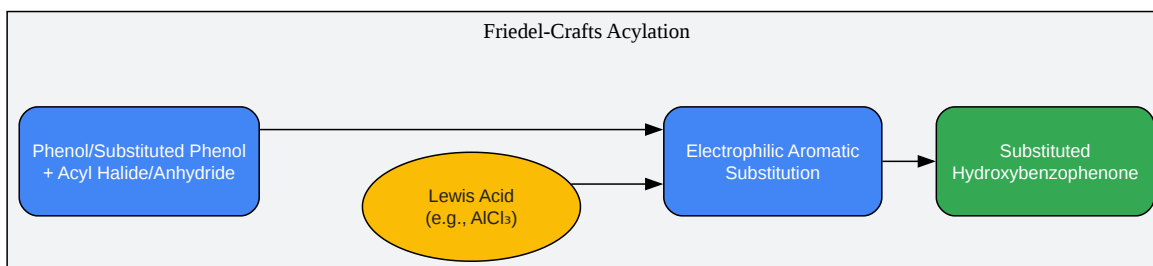 Friedel-Crafts Acylation
Phenol/Substituted Phenol
+ Acyl Halide/Anhydride
Lewis Acid
(e.g., AlCl₃)
Electrophilic Aromatic
Substitution
Substituted
Hydroxybenzophenone